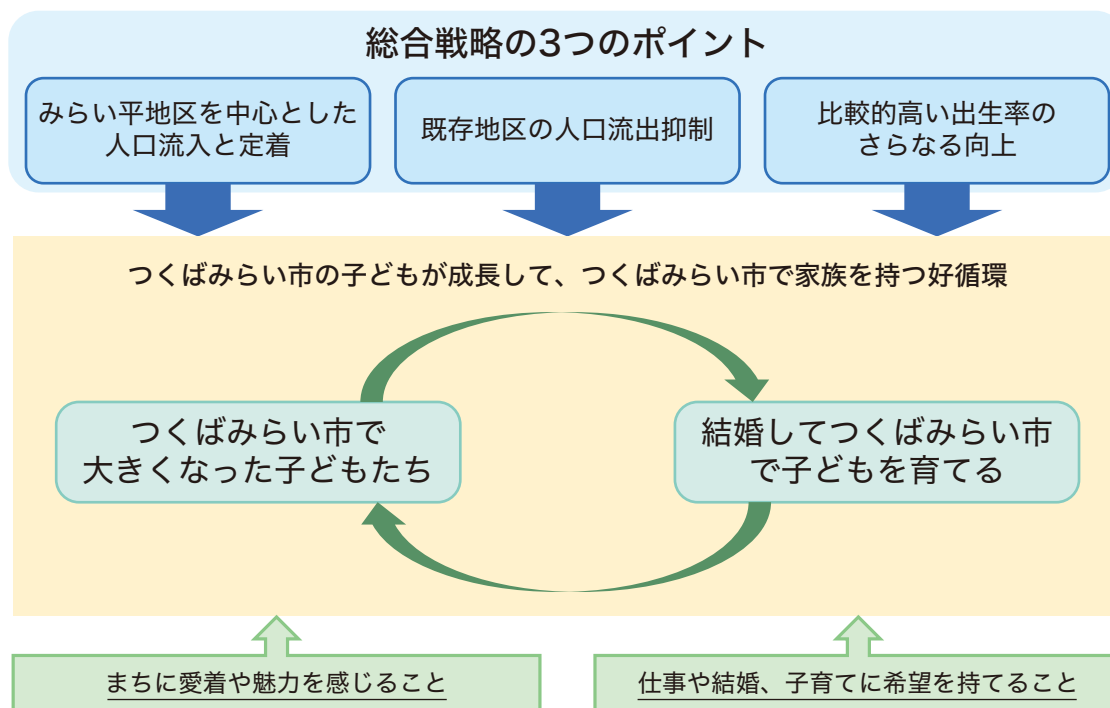 総合戦略の3つのポイント
みらい平地区を中心とした
人口流入と定着
既存地区の人口流出抑制
比較的高い出生率の
さらなる向上
つくばみらい市の子どもが成長して、つくばみらい市で家族を持つ好循環
つくばみらい市で
大きくなった子どもたち
結婚してつくばみらい市
で子どもを育てる
まちに愛着や魅力を感じること
仕事や結婚、子育てに希望を持てること